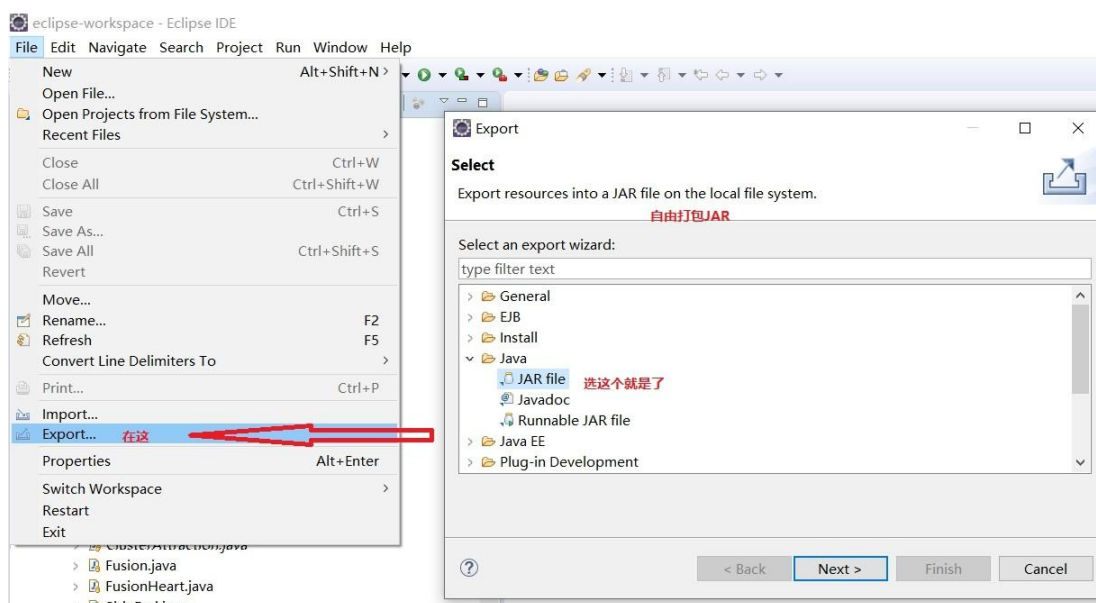 eclipse-workspace - Eclipse IDE
File Edit Navigate Search Project Run Window Help
New Alt+Shift+N >
Open File...
Open Projects from File System...
Recent Files >
Close Ctrl+W
Close All Ctrl+Shift+W
Save Ctrl+S
Save As...
Save All Ctrl+Shift+S
Revert
Move...
Rename... F2
Refresh F5
Convert Line Delimiters To >
Print... Ctrl+P
Import...
Export... 在这
Properties Alt+Enter
Switch Workspace >
Restart
Exit
Fusion.java
FusionHeart.java
Export
Select
Export resources into a JAR file on the local file system.
自由打包JAR
Select an export wizard:
type filter text
General
EJB
Install
Java
JAR file 选这个就是了
Javadoc
Runnable JAR file
Java EE
Plug-in Development
< Back Next > Finish Cancel